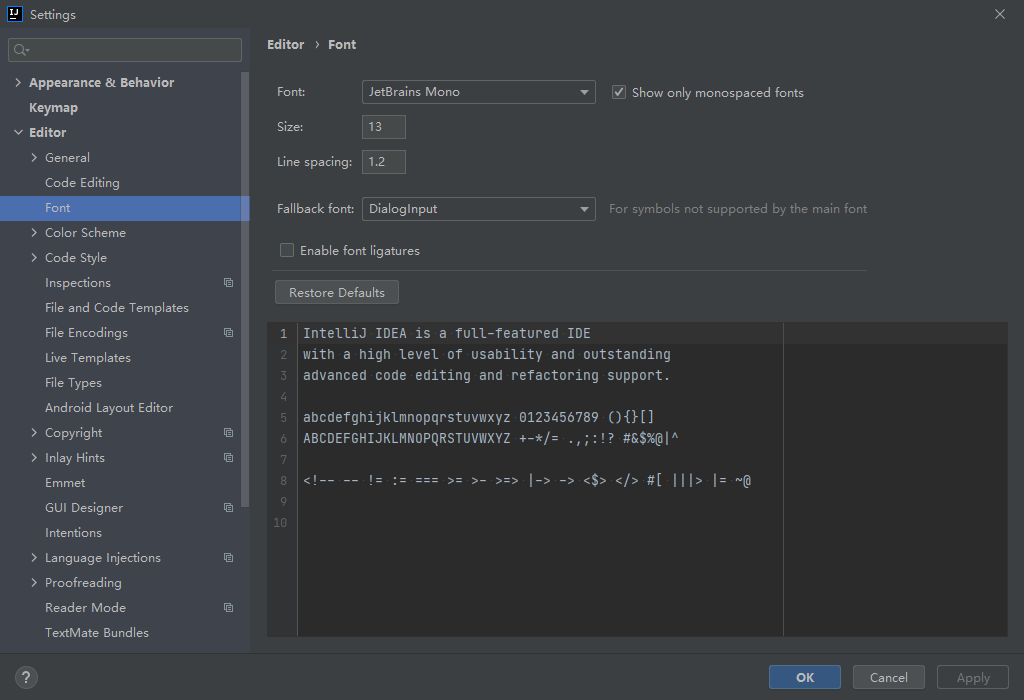 IJ Settings
Appearance & Behavior
Keymap
Editor
General
Code Editing
Font
Color Scheme
Code Style
Inspections
File and Code Templates
File Encodings
Live Templates
File Types
Android Layout Editor
Copyright
Inlay Hints
Emmet
GUI Designer
Intentions
Language Injections
Proofreading
Reader Mode
TextMate Bundles
Editor › Font
Font: JetBrains Mono Show only monospaced fonts
Size: 13
Line spacing: 1.2
Fallback font: DialogInput For symbols not supported by the main font
Enable font ligatures
Restore Defaults
1 IntelliJ IDEA is a full-featured IDE
2 with a high level of usability and outstanding
3 advanced code editing and refactoring support.
4
5 abcdefghijklmnopqrstuvwxyz 0123456789 (){}[]
6 ABCDEFGHIJKLMNOPQRSTUVWXYZ +-*/= .,;:!? #&$%@|^
7
8 <!-- -- != := === >= >- >=> |-> -> <$> </> #[ |||> |= ~@
9
10
? OK Cancel Apply